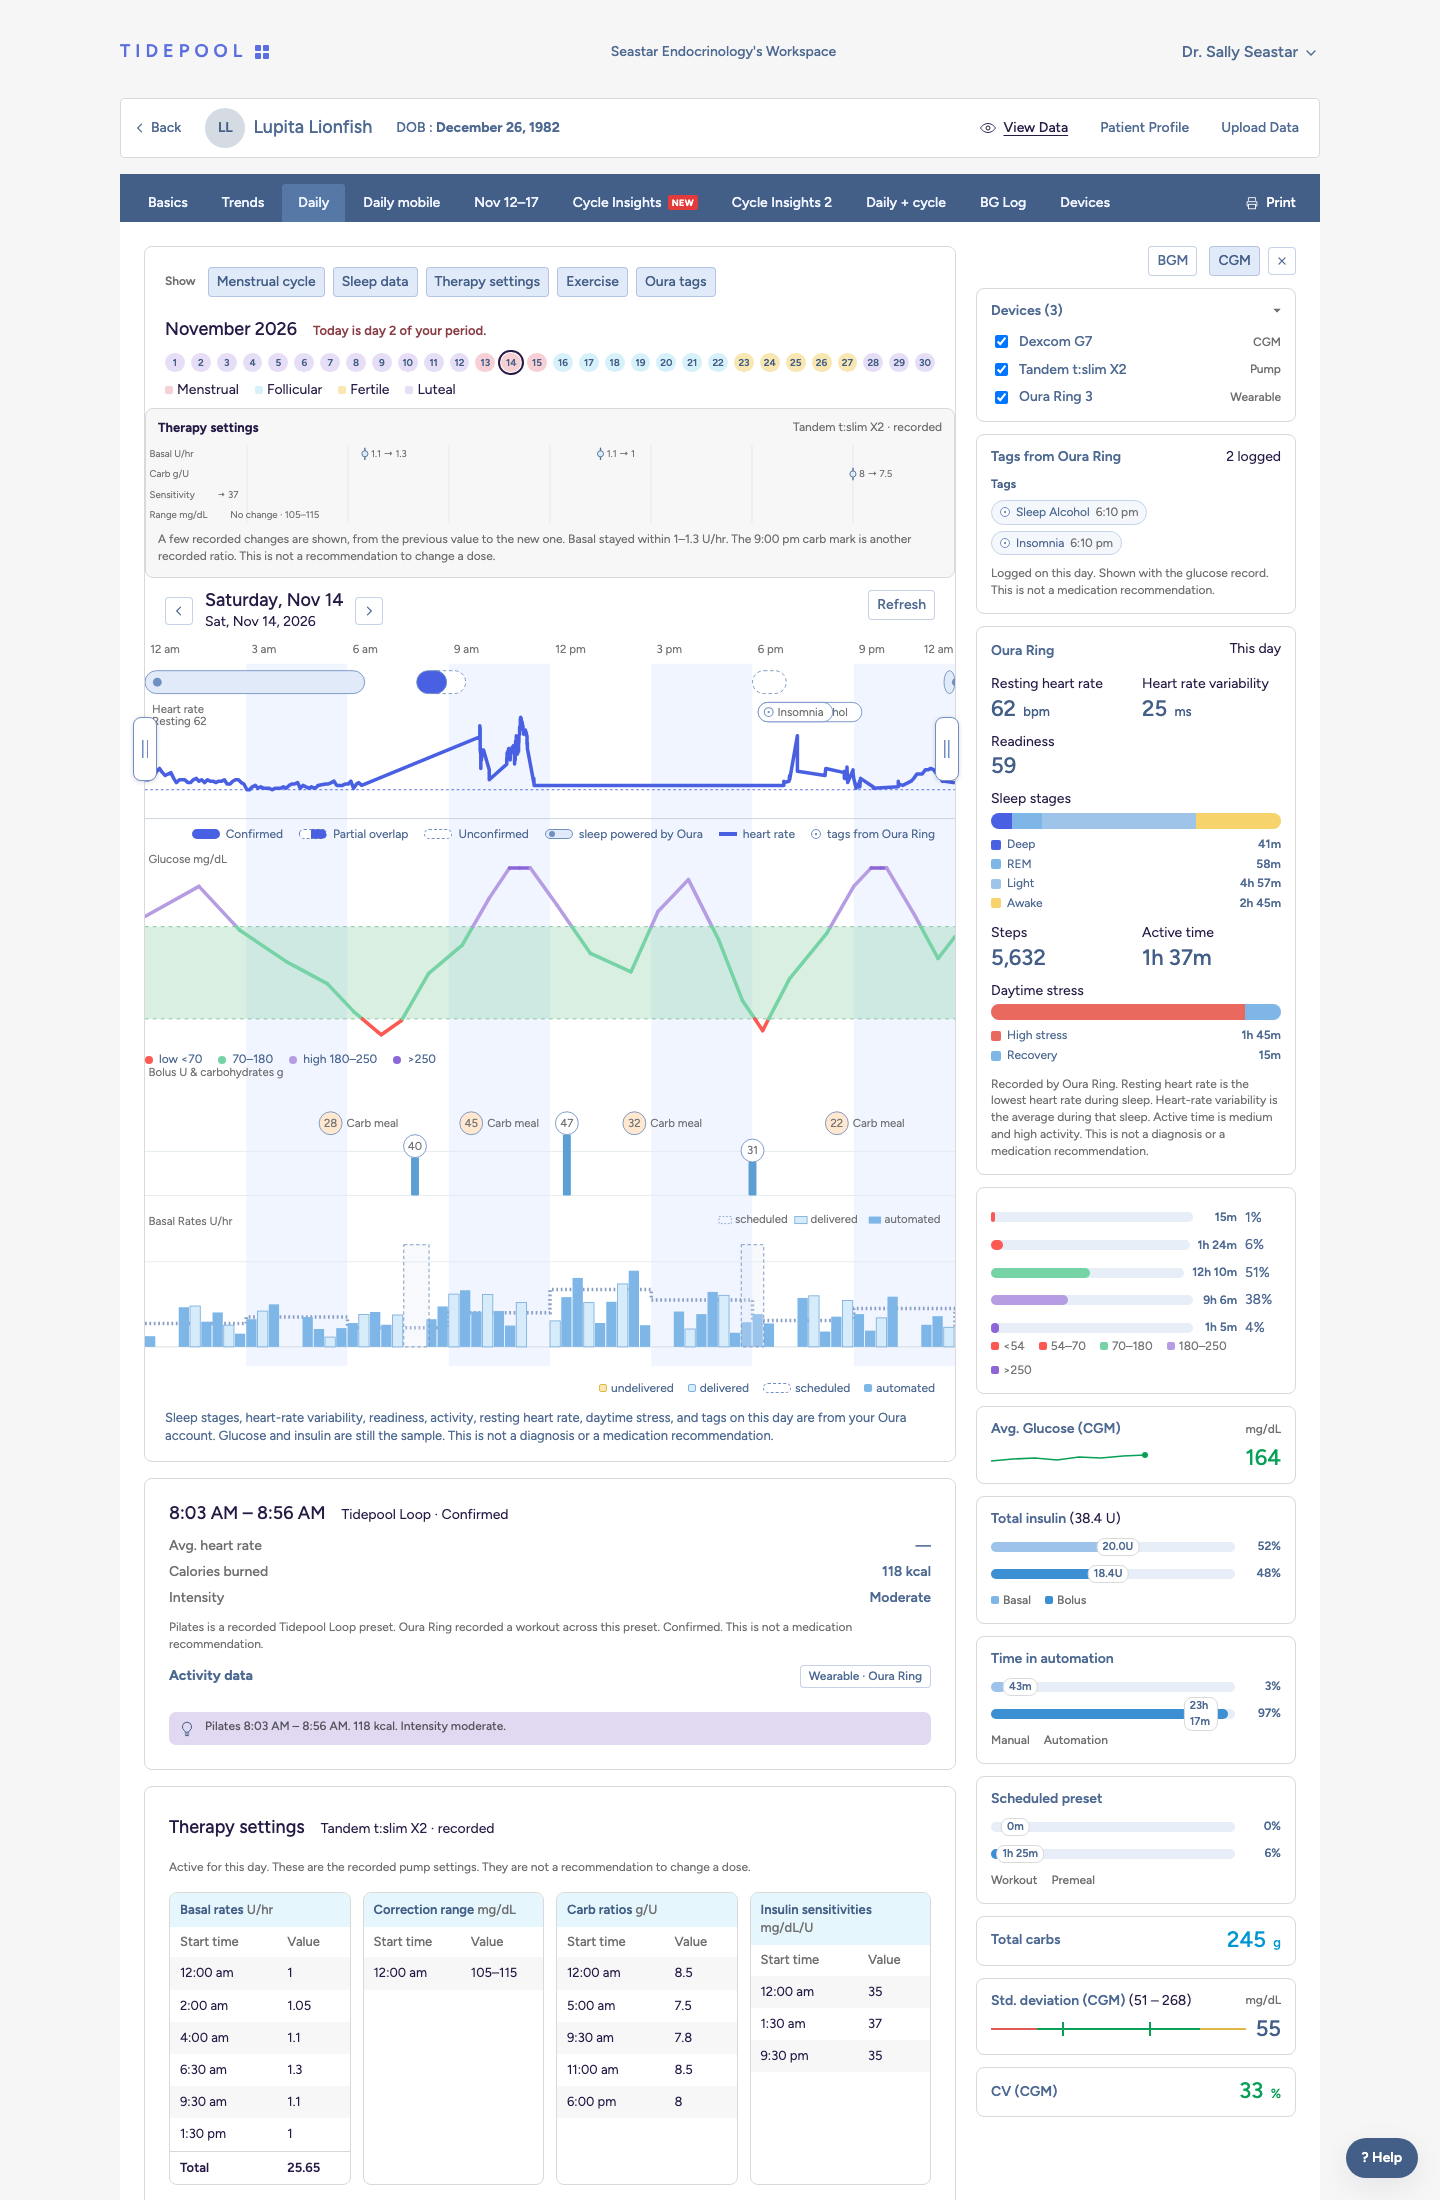 TIDEPOOL
Seastar Endocrinology's Workspace
Dr. Sally Seastar
Back
LL
Lupita Lionfish
DOB : December 26, 1982
View Data
Patient Profile
Upload Data
Basics
Trends
Daily
Daily mobile
Nov 12–17
Cycle Insights NEW
Cycle Insights 2
Daily + cycle
BG Log
Devices
Print
Show
Menstrual cycle
Sleep data
Therapy settings
Exercise
Oura tags
November 2026
Today is day 2 of your period.
1 2 3 4 5 6 7 8 9 10 11 12 13 14 15 16 17 18 19 20 21 22 23 24 25 26 27 28 29 30
Menstrual Follicular Fertile Luteal
Therapy settings
Tandem t:slim X2 · recorded
Basal U/hr
1.1 → 1.3
1.1 → 1
Carb g/U
8 → 7.5
Sensitivity → 37
Range mg/dL No change · 105–115
A few recorded changes are shown, from the previous value to the new one. Basal stayed within 1–1.3 U/hr. The 9:00 pm carb mark is another
recorded ratio. This is not a recommendation to change a dose.
Saturday, Nov 14
Sat, Nov 14, 2026
Refresh
12 am 3 am 6 am 9 am 12 pm 3 pm 6 pm 9 pm 12 am
Heart rate
Resting 62
Insomnia
hol
Confirmed Partial overlap Unconfirmed sleep powered by Oura heart rate tags from Oura Ring
Glucose mg/dL
low <70 70–180 high 180–250 >250
Bolus U & carbohydrates g
28 Carb meal
40
45 Carb meal
47
32 Carb meal
31
22 Carb meal
Basal Rates U/hr
scheduled delivered automated
undelivered delivered scheduled automated
Sleep stages, heart-rate variability, readiness, activity, resting heart rate, daytime stress, and tags on this day are from your Oura
account. Glucose and insulin are still the sample. This is not a diagnosis or a medication recommendation.
8:03 AM – 8:56 AM Tidepool Loop · Confirmed
Avg. heart rate —
Calories burned 118 kcal
Intensity Moderate
Pilates is a recorded Tidepool Loop preset. Oura Ring recorded a workout across this preset. Confirmed. This is not a medication
recommendation.
Activity data
Wearable · Oura Ring
Pilates 8:03 AM – 8:56 AM. 118 kcal. Intensity moderate.
Therapy settings Tandem t:slim X2 · recorded
Active for this day. These are the recorded pump settings. They are not a recommendation to change a dose.
Basal rates U/hr
Start time Value
12:00 am 1
2:00 am 1.05
4:00 am 1.1
6:30 am 1.3
9:30 am 1.1
1:30 pm 1
Total 25.65
Correction range mg/dL
Start time Value
12:00 am 105–115
Carb ratios g/U
Start time Value
12:00 am 8.5
5:00 am 7.5
9:30 am 7.8
11:00 am 8.5
6:00 pm 8
Insulin sensitivities
mg/dL/U
Start time Value
12:00 am 35
1:30 am 37
9:30 pm 35
BGM
CGM
×
Devices (3)
Dexcom G7 CGM
Tandem t:slim X2 Pump
Oura Ring 3 Wearable
Tags from Oura Ring 2 logged
Tags
Sleep Alcohol 6:10 pm
Insomnia 6:10 pm
Logged on this day. Shown with the glucose record.
This is not a medication recommendation.
Oura Ring This day
Resting heart rate Heart rate variability
62 bpm 25 ms
Readiness
59
Sleep stages
Deep 41m
REM 58m
Light 4h 57m
Awake 2h 45m
Steps Active time
5,632 1h 37m
Daytime stress
High stress 1h 45m
Recovery 15m
Recorded by Oura Ring. Resting heart rate is the
lowest heart rate during sleep. Heart-rate variability is
the average during that sleep. Active time is medium
and high activity. This is not a diagnosis or a
medication recommendation.
15m 1%
1h 24m 6%
12h 10m 51%
9h 6m 38%
1h 5m 4%
<54 54–70 70–180 180–250
>250
Avg. Glucose (CGM) mg/dL
164
Total insulin (38.4 U)
20.0U 52%
18.4U 48%
Basal Bolus
Time in automation
43m 3%
23h
17m
97%
Manual Automation
Scheduled preset
0m 0%
1h 25m 6%
Workout Premeal
Total carbs 245 g
Std. deviation (CGM) (51 – 268) mg/dL
55
CV (CGM) 33 %
? Help